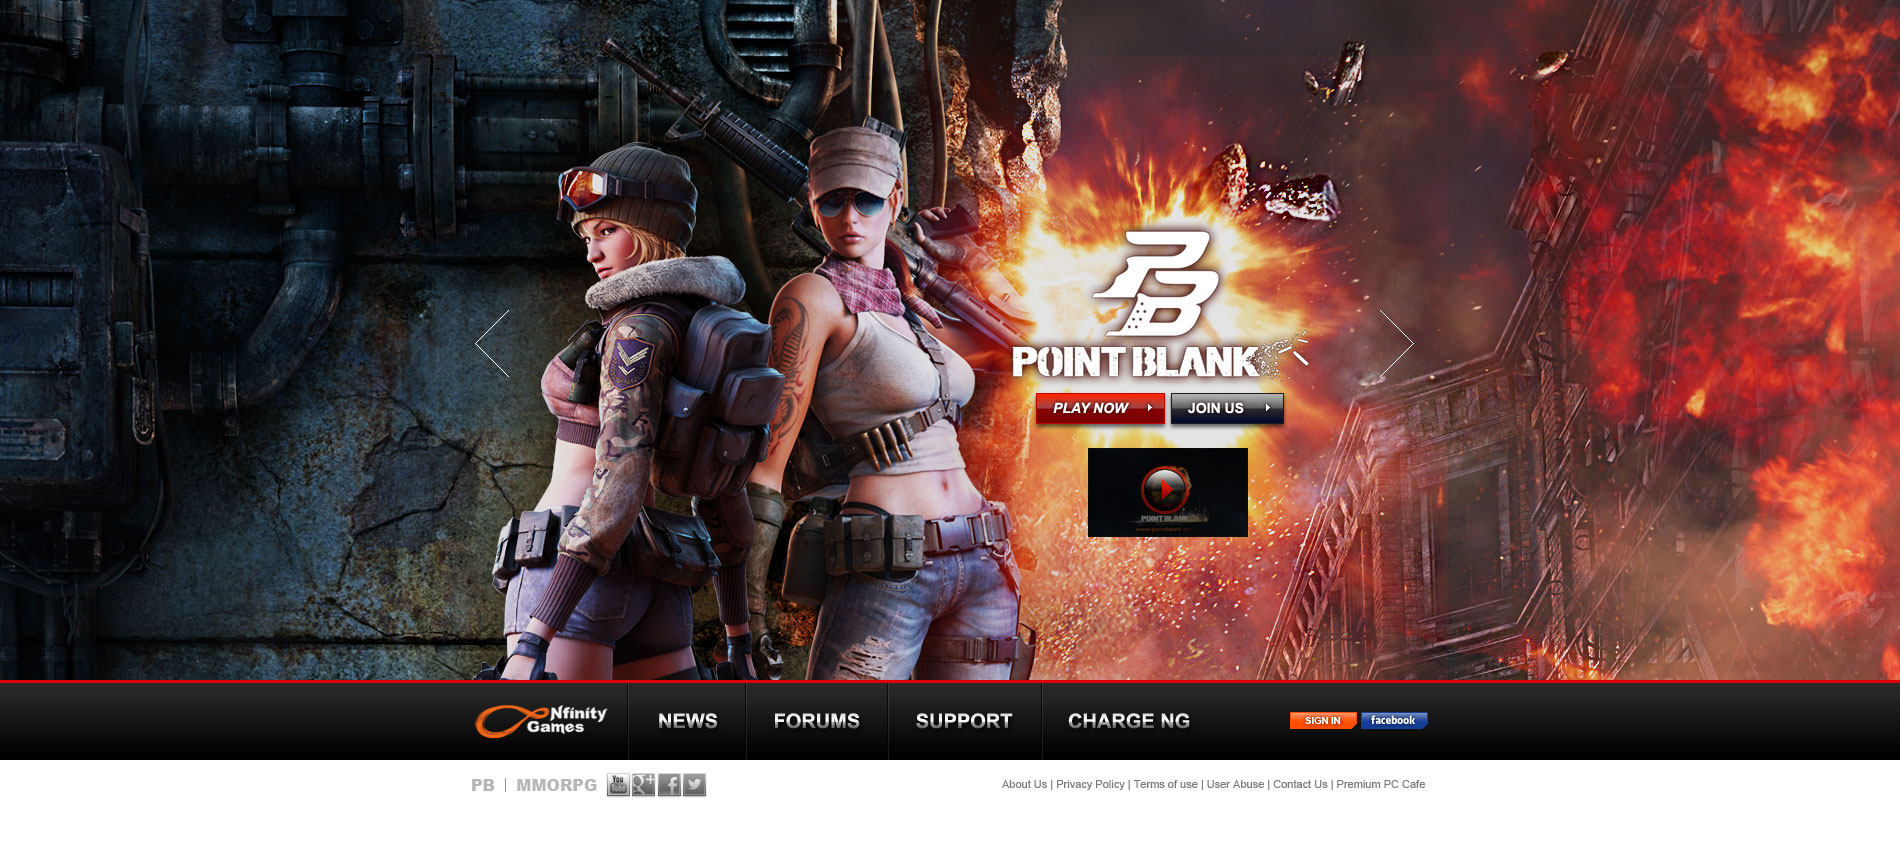 PB
POINT BLANK
PLAY NOW
JOIN US
POINT BLANK
Nfinity
Games
NEWS
FORUMS
SUPPORT
CHARGE NG
SIGN IN
facebook
PB | MMORPG
You
Tube
g+
f
About Us | Privacy Policy | Terms of use | User Abuse | Contact Us | Premium PC Cafe